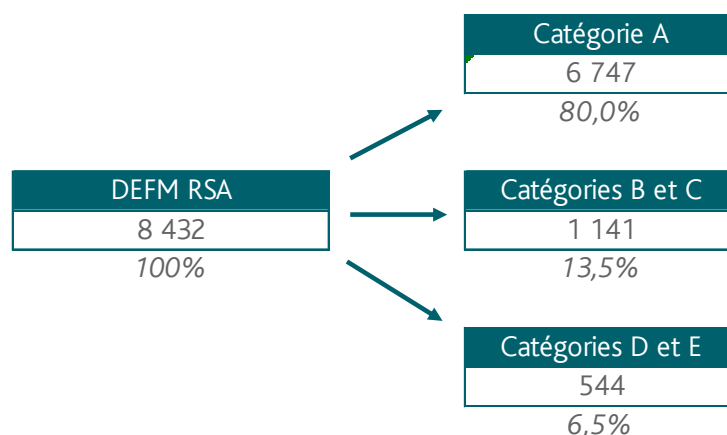 Catégorie A
6 747
80,0%
DEFM RSA
8 432
100%
Catégories B et C
1 141
13,5%
Catégories D et E
544
6,5%